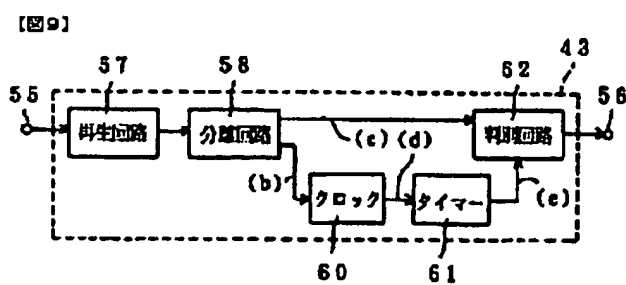 【図9】
57
58
62
43
55
56
再生回路
分離回路
判断回路
(c)
(d)
(b)
(e)
クロック
タイマー
60
61